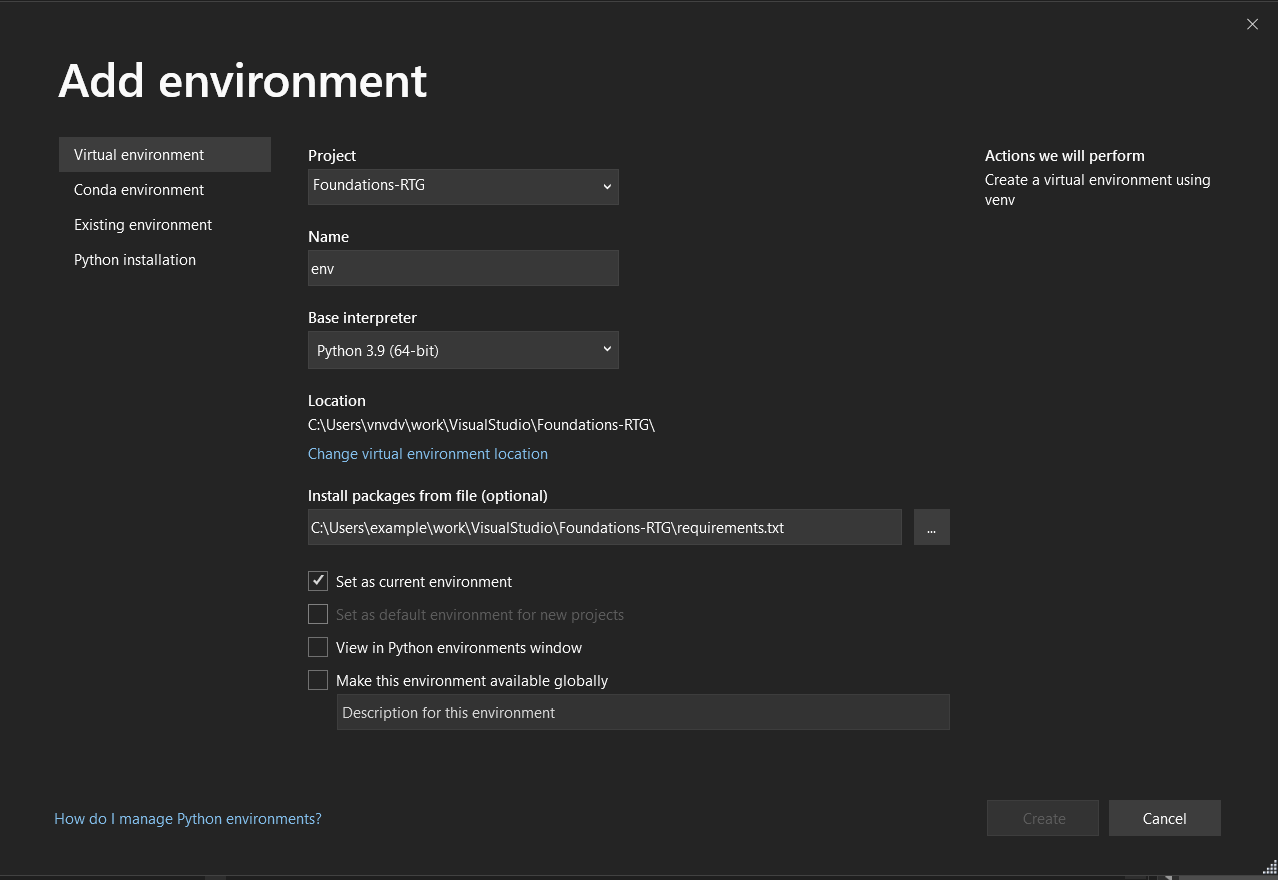 Add environment
Virtual environment
Conda environment
Existing environment
Python installation
Project
Foundations-RTG
Name
env
Base interpreter
Python 3.9 (64-bit)
Location
C:\Users\vnvdv\work\VisualStudio\Foundations-RTG\
Change virtual environment location
Install packages from file (optional)
C:\Users\example\work\VisualStudio\Foundations-RTG\requirements.txt
...
Set as current environment
Set as default environment for new projects
View in Python environments window
Make this environment available globally
Description for this environment
Actions we will perform
Create a virtual environment using
venv
How do I manage Python environments?
Create
Cancel